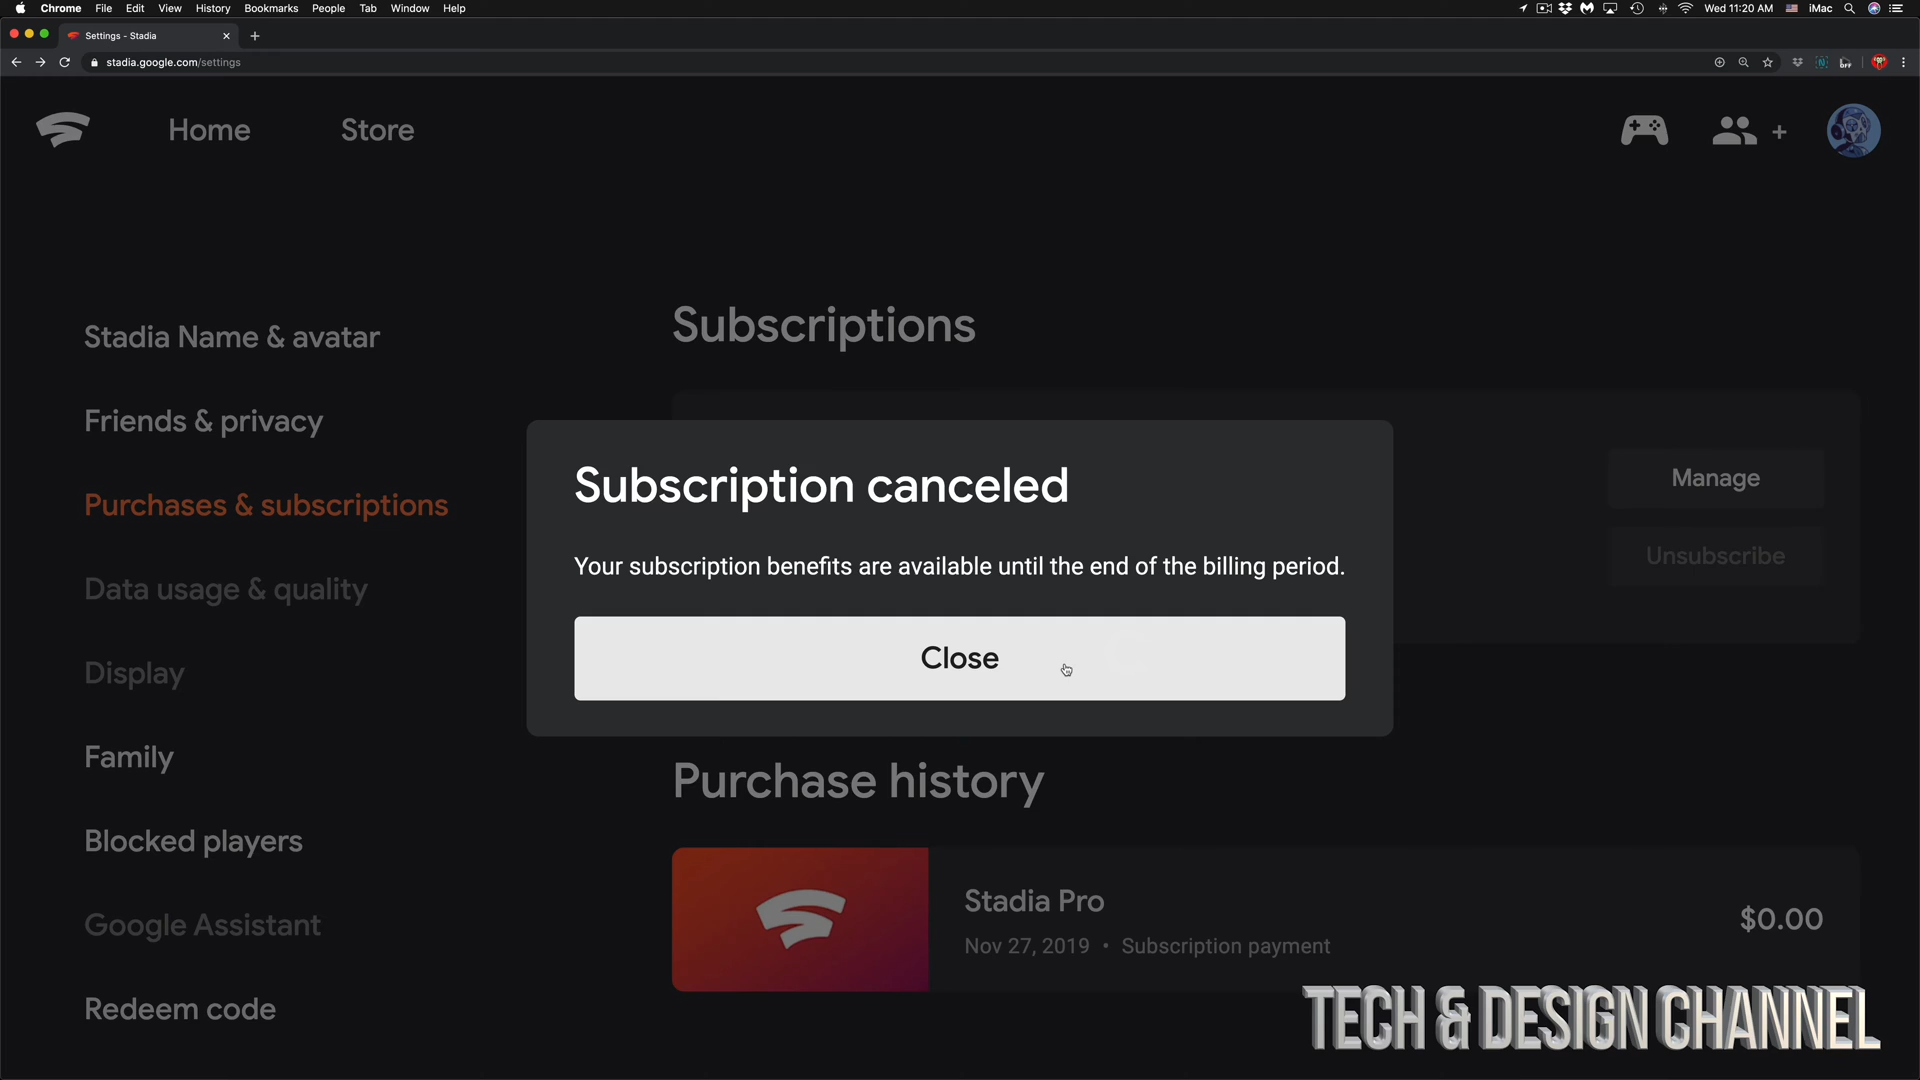 Chrome File Edit View History Bookmarks People Tab Window Help
Wed 11:20 AM iMac
Settings - Stadia
stadia.google.com/settings
OFF
Home Store
Stadia Name & avatar
Friends & privacy
Purchases & subscriptions
Data usage & quality
Display
Family
Blocked players
Google Assistant
Redeem code
Subscriptions
Manage
Unsubscribe
Subscription canceled
Your subscription benefits are available until the end of the billing period.
Close
Purchase history
Stadia Pro
Nov 27, 2019 • Subscription payment
$0.00
TECH & DESIGN CHANNEL